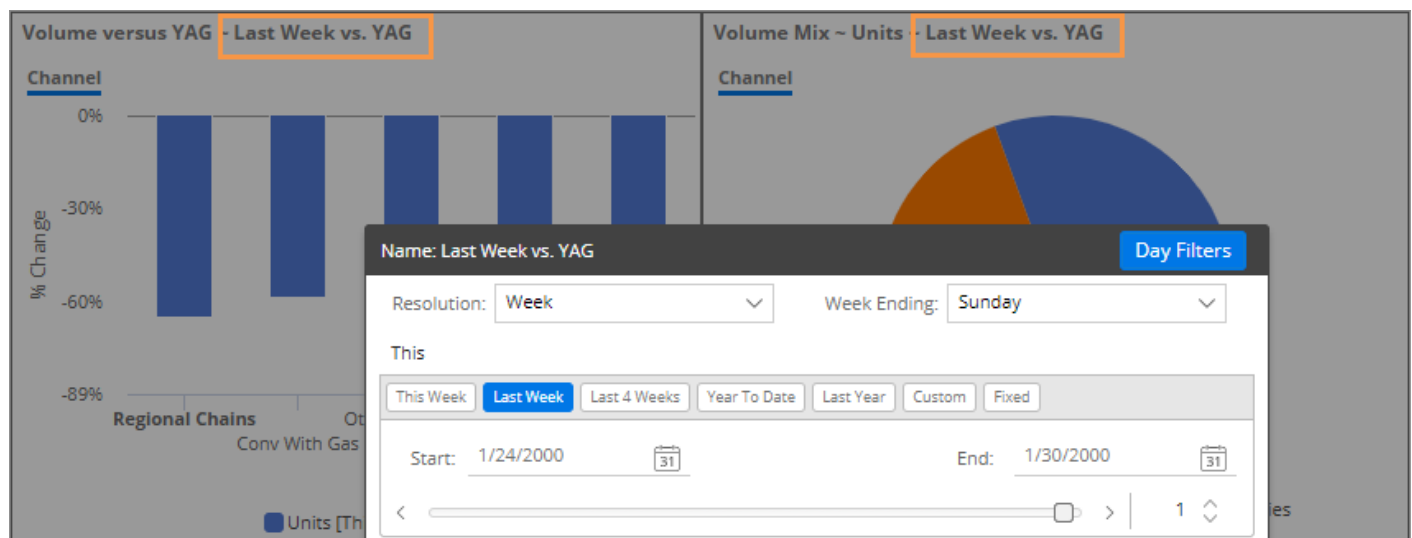 Volume versus YAG ~ Last Week vs. YAG
Channel
0%
-30%
-60%
-89%
% Change
Regional Chains
Conv With Gas
Units [Th
Volume Mix ~ Units ~ Last Week vs. YAG
Channel
Name: Last Week vs. YAG Day Filters
Resolution: Week Week Ending: Sunday
This
This Week Last Week Last 4 Weeks Year To Date Last Year Custom Fixed
Start: 1/24/2000 31 End: 1/30/2000 31
< > 1